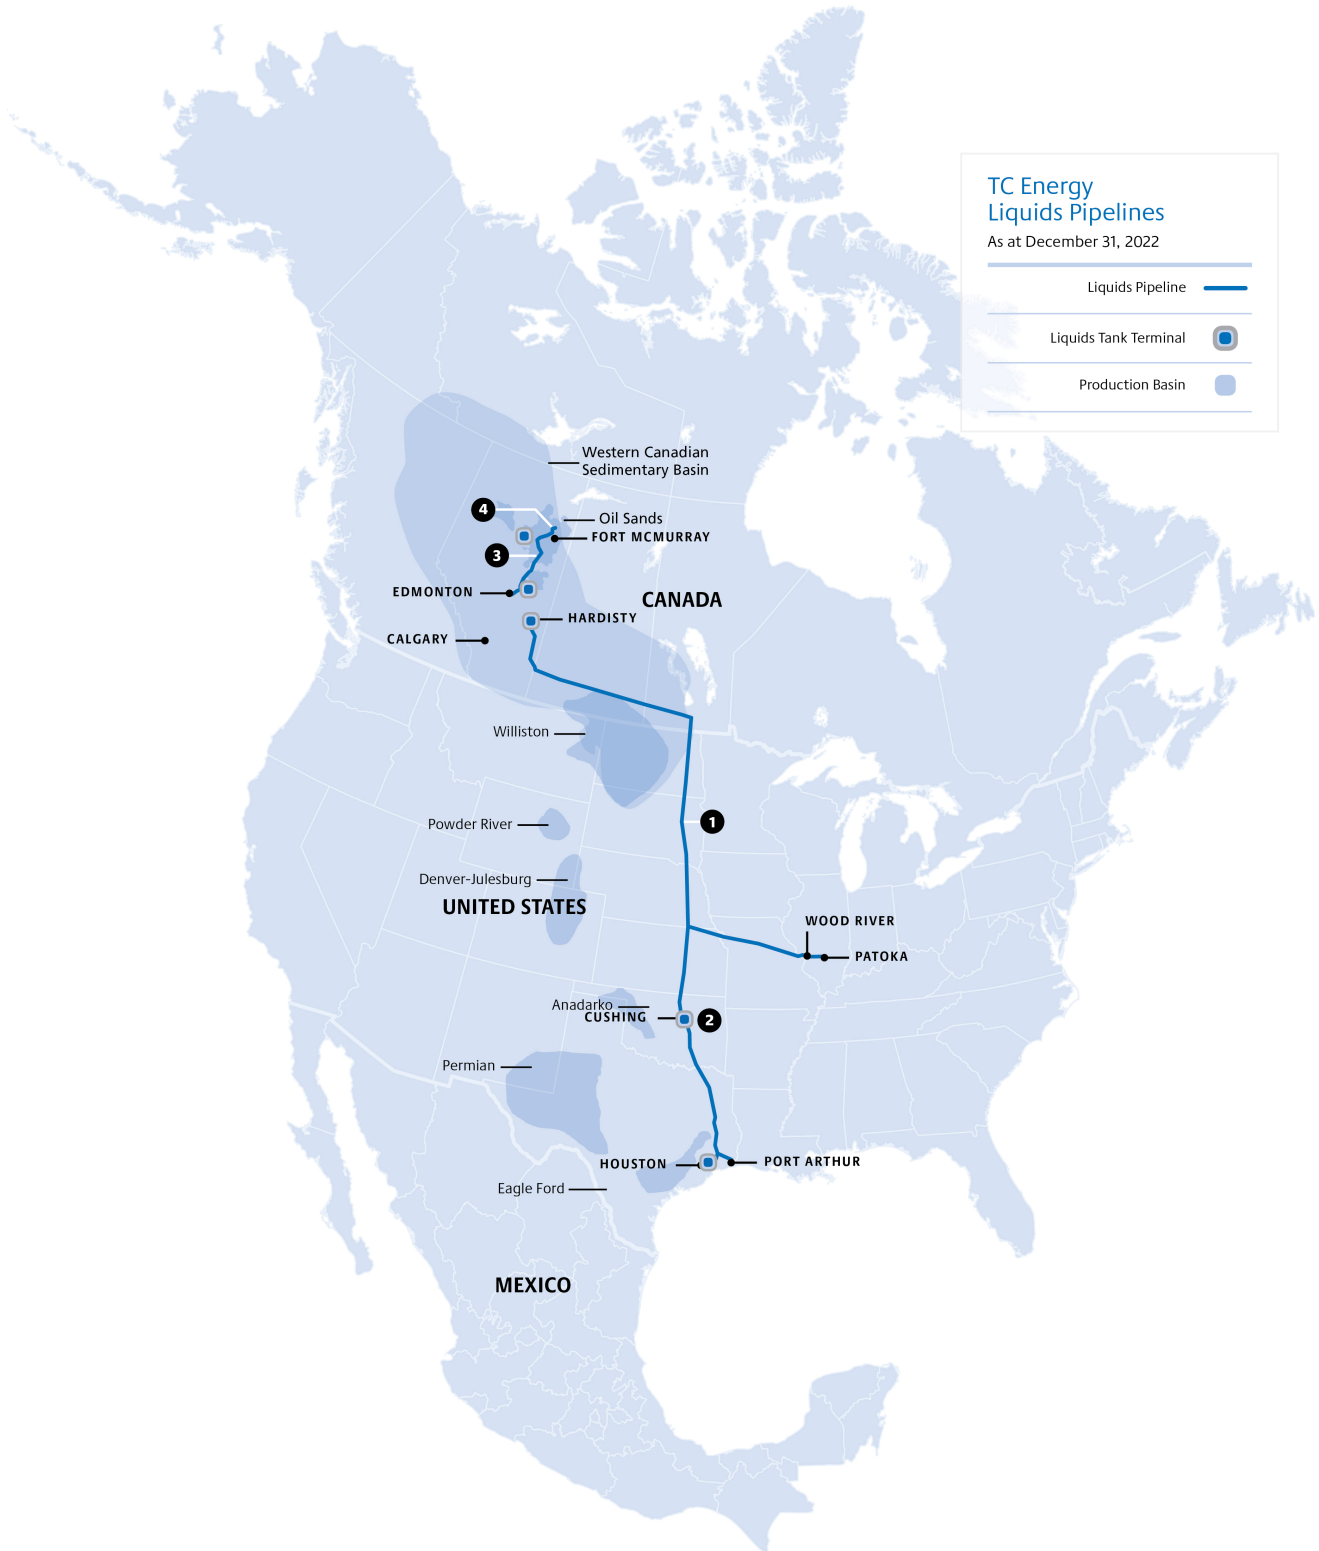 TC Energy
Liquids Pipelines
As at December 31, 2022
Liquids Pipeline
Liquids Tank Terminal
Production Basin
Western Canadian
Sedimentary Basin
4
Oil Sands
FORT MCMURRAY
3
EDMONTON
CANADA
HARDISTY
CALGARY
Williston
1
Powder River
Denver-Julesburg
UNITED STATES
WOOD RIVER
PATOKA
Anadarko
CUSHING
2
Permian
HOUSTON
PORT ARTHUR
Eagle Ford
MEXICO